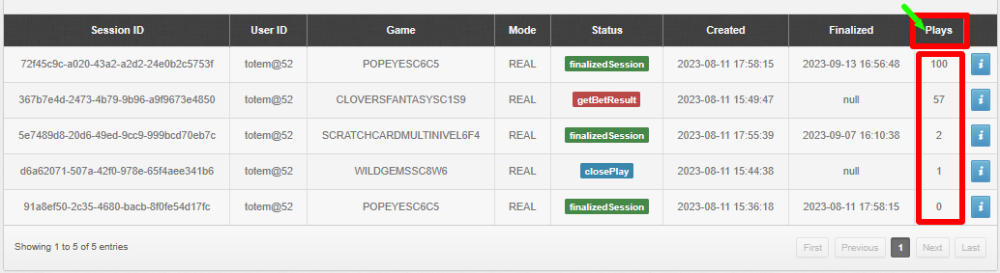 Session ID User ID Game Mode Status Created Finalized Plays
72f45c9c-a020-43a2-a2d2-24e0b2c5753f totem@52 POPEYESC6C5 REAL finalizedSession 2023-08-11 17:58:15 2023-09-13 16:56:48 100 i
367b7e4d-2473-4b79-9b96-a9f9673e4850 totem@52 CLOVERSFANTASYSC1S9 REAL getBetResult 2023-08-11 15:49:47 null 57 i
5e7489d8-20d6-49ed-9cc9-999bcd70eb7c totem@52 SCRATCHCARDMULTINIVEL6F4 REAL finalizedSession 2023-08-11 17:55:39 2023-09-07 16:10:38 2 i
d6a62071-507a-42f0-978e-65f4aee341b6 totem@52 WILDGEMSSC8W6 REAL closePlay 2023-08-11 15:44:38 null 1 i
91a8ef50-2c35-4680-bacb-8f0fe54d17fc totem@52 POPEYESC6C5 REAL finalizedSession 2023-08-11 15:36:18 2023-08-11 17:58:15 0 i
Showing 1 to 5 of 5 entries First Previous 1 Next Last